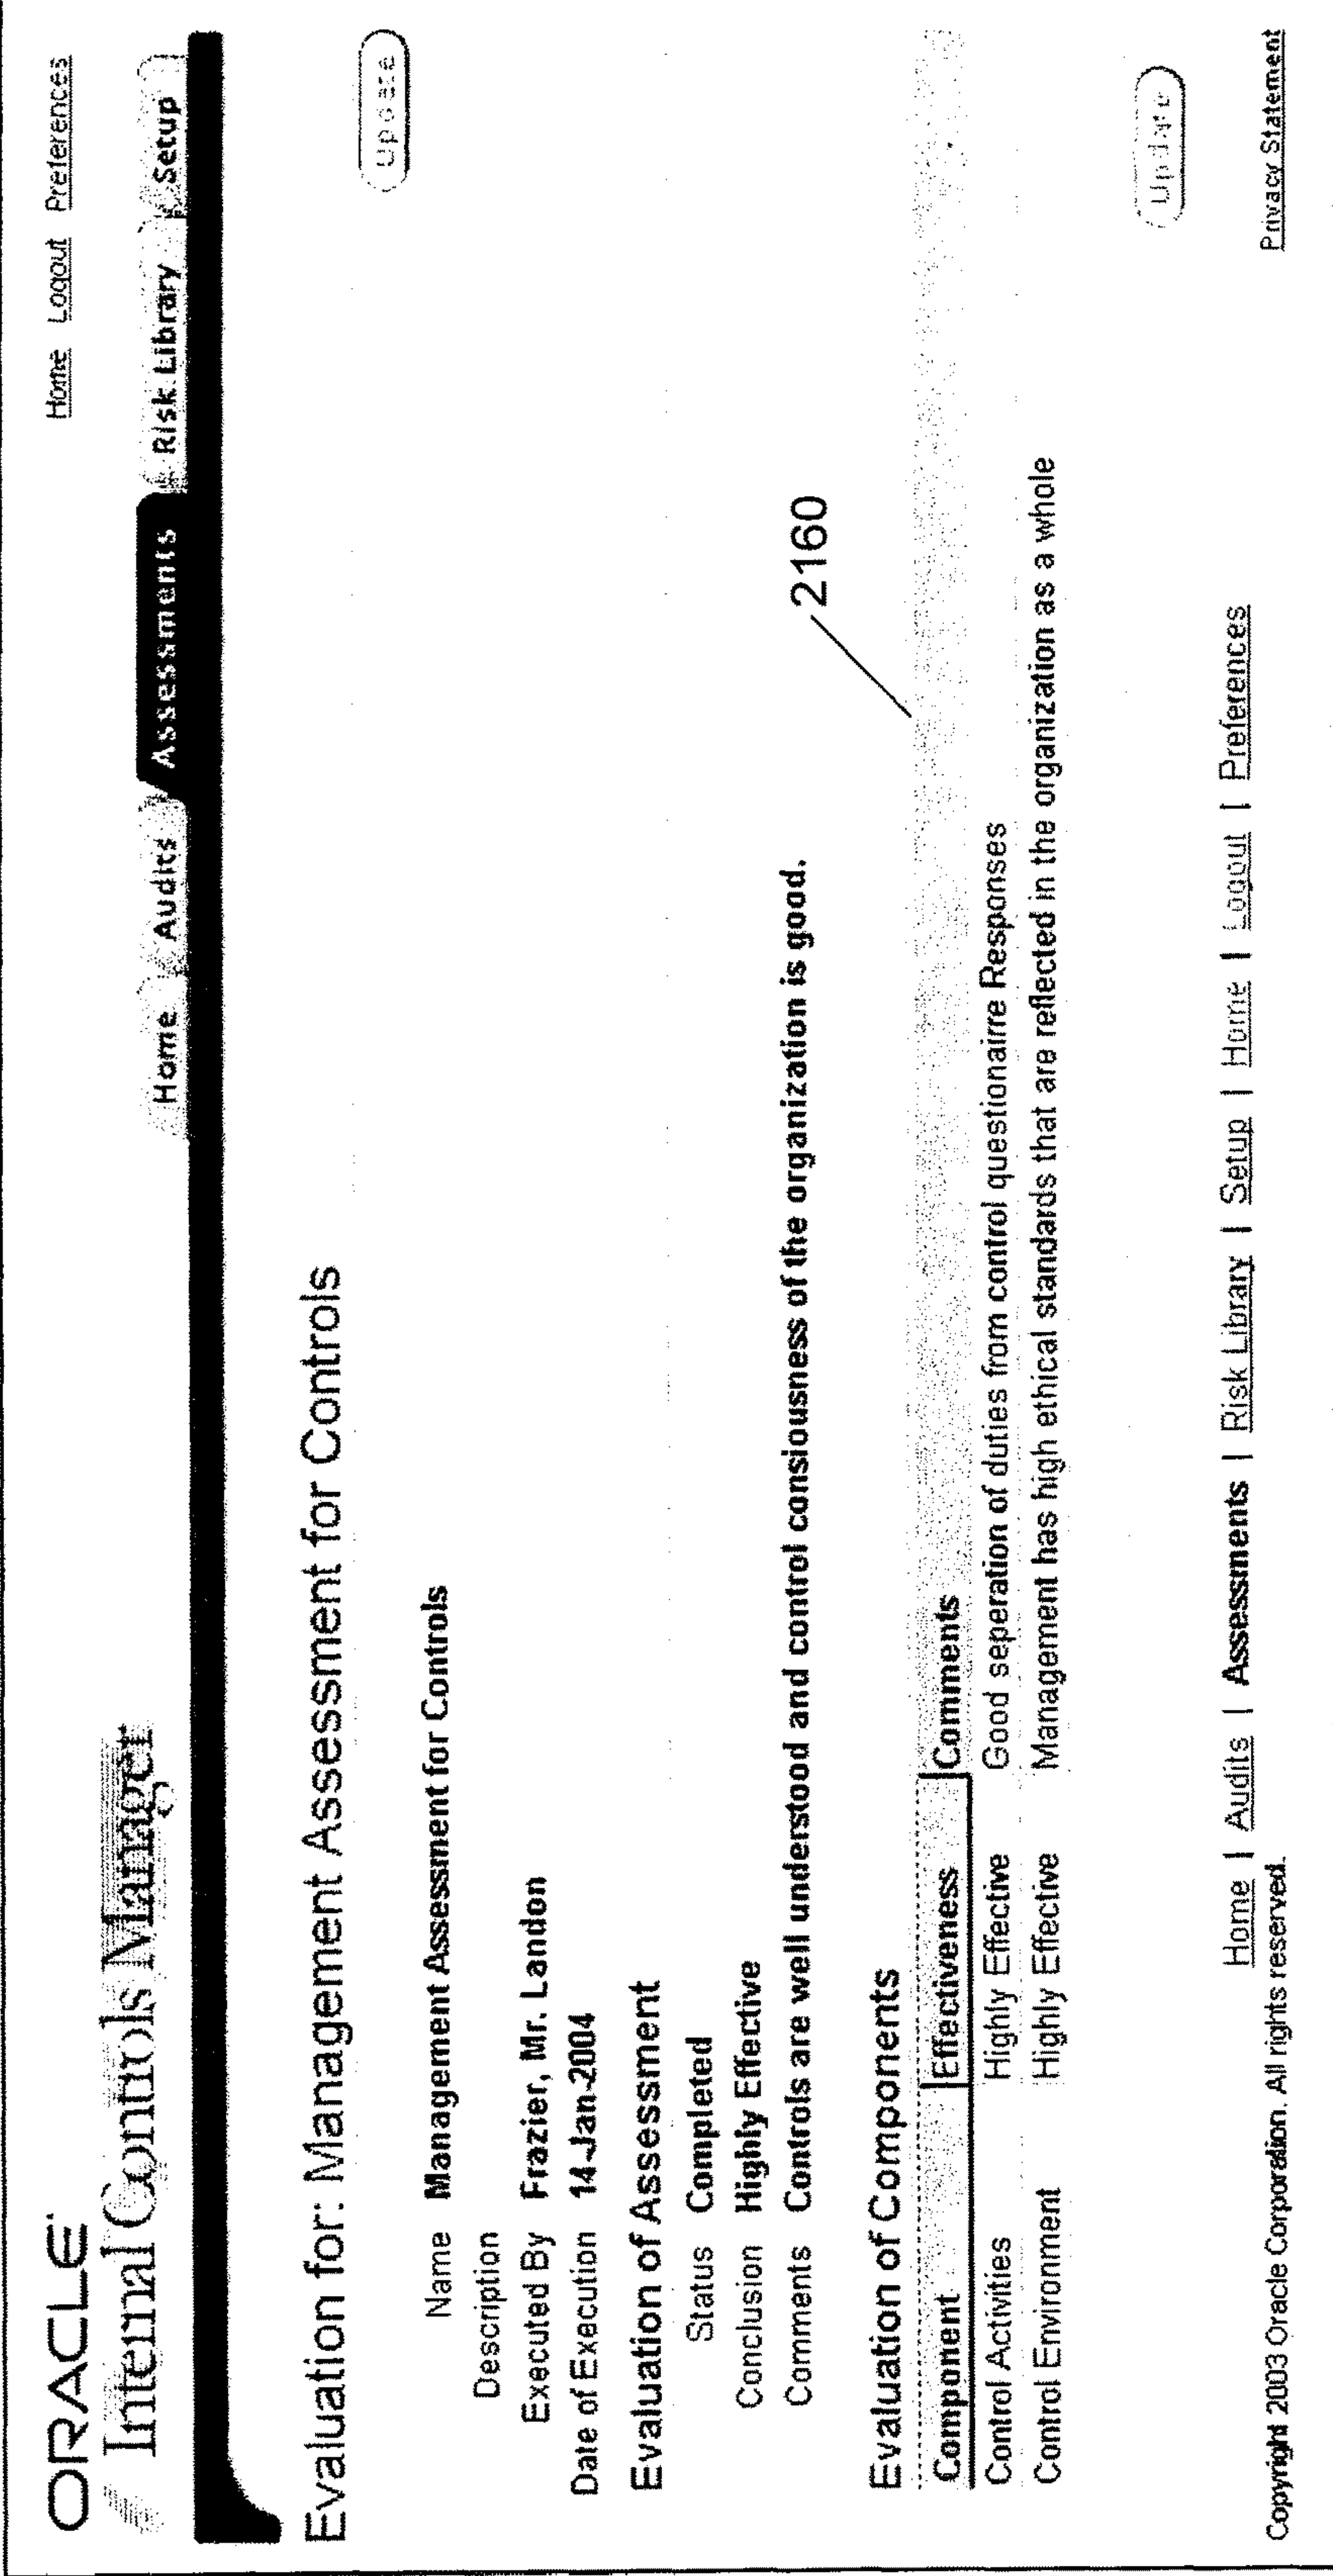 ORACLE
Home Logout Preferences
Internal Controls Manager
Home Audits Assessments Risk Library Setup
Evaluation for: Management Assessment for Controls
Update
Name Management Assessment for Controls
Description
Executed By Frazier, Mr. Landon
Date of Execution 14-Jan-2004
Evaluation of Assessment
Status Completed
Conclusion Highly Effective
Comments Controls are well understood and control consiousness of the organization is good.
2160
Evaluation of Components
Component Effectiveness Comments
Control Activities Highly Effective Good seperation of duties from control questionairre Responses
Control Environment Highly Effective Management has high ethical standards that are reflected in the organization as a whole
Update
Home | Audits | Assessments | Risk Library | Setup | Home | Logout | Preferences
Copyright 2003 Oracle Corporation. All rights reserved. Privacy Statement